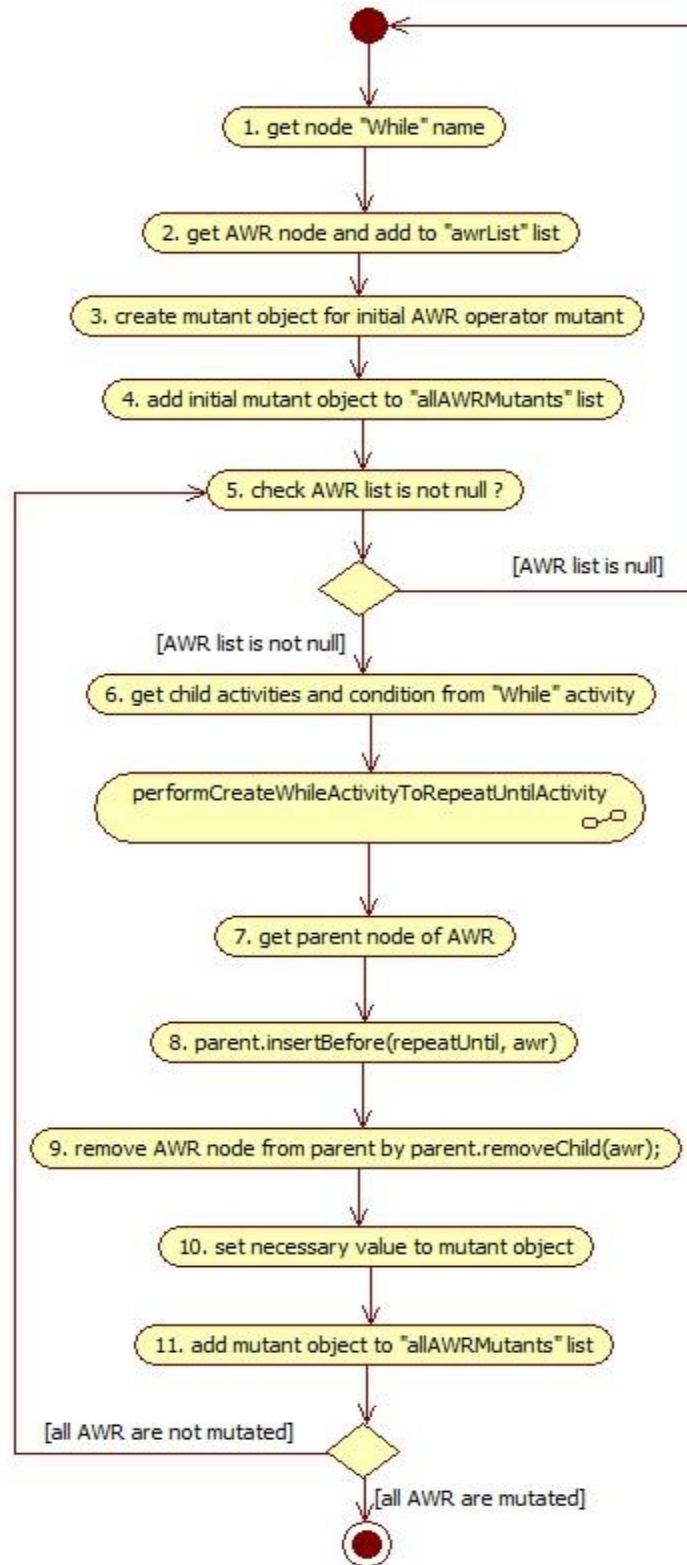 1. get node "While" name
2. get AWR node and add to "awrList" list
3. create mutant object for initial AWR operator mutant
4. add initial mutant object to "allAWRMutants" list
5. check AWR list is not null ?
[AWR list is null]
[AWR list is not null]
6. get child activities and condition from "While" activity
performCreateWhileActivityToRepeatUntilActivity
7. get parent node of AWR
8. parent.insertBefore(repeatUntil, awr)
9. remove AWR node from parent by parent.removeChild(awr);
10. set necessary value to mutant object
11. add mutant object to "allAWRMutants" list
[all AWR are not mutated]
[all AWR are mutated]